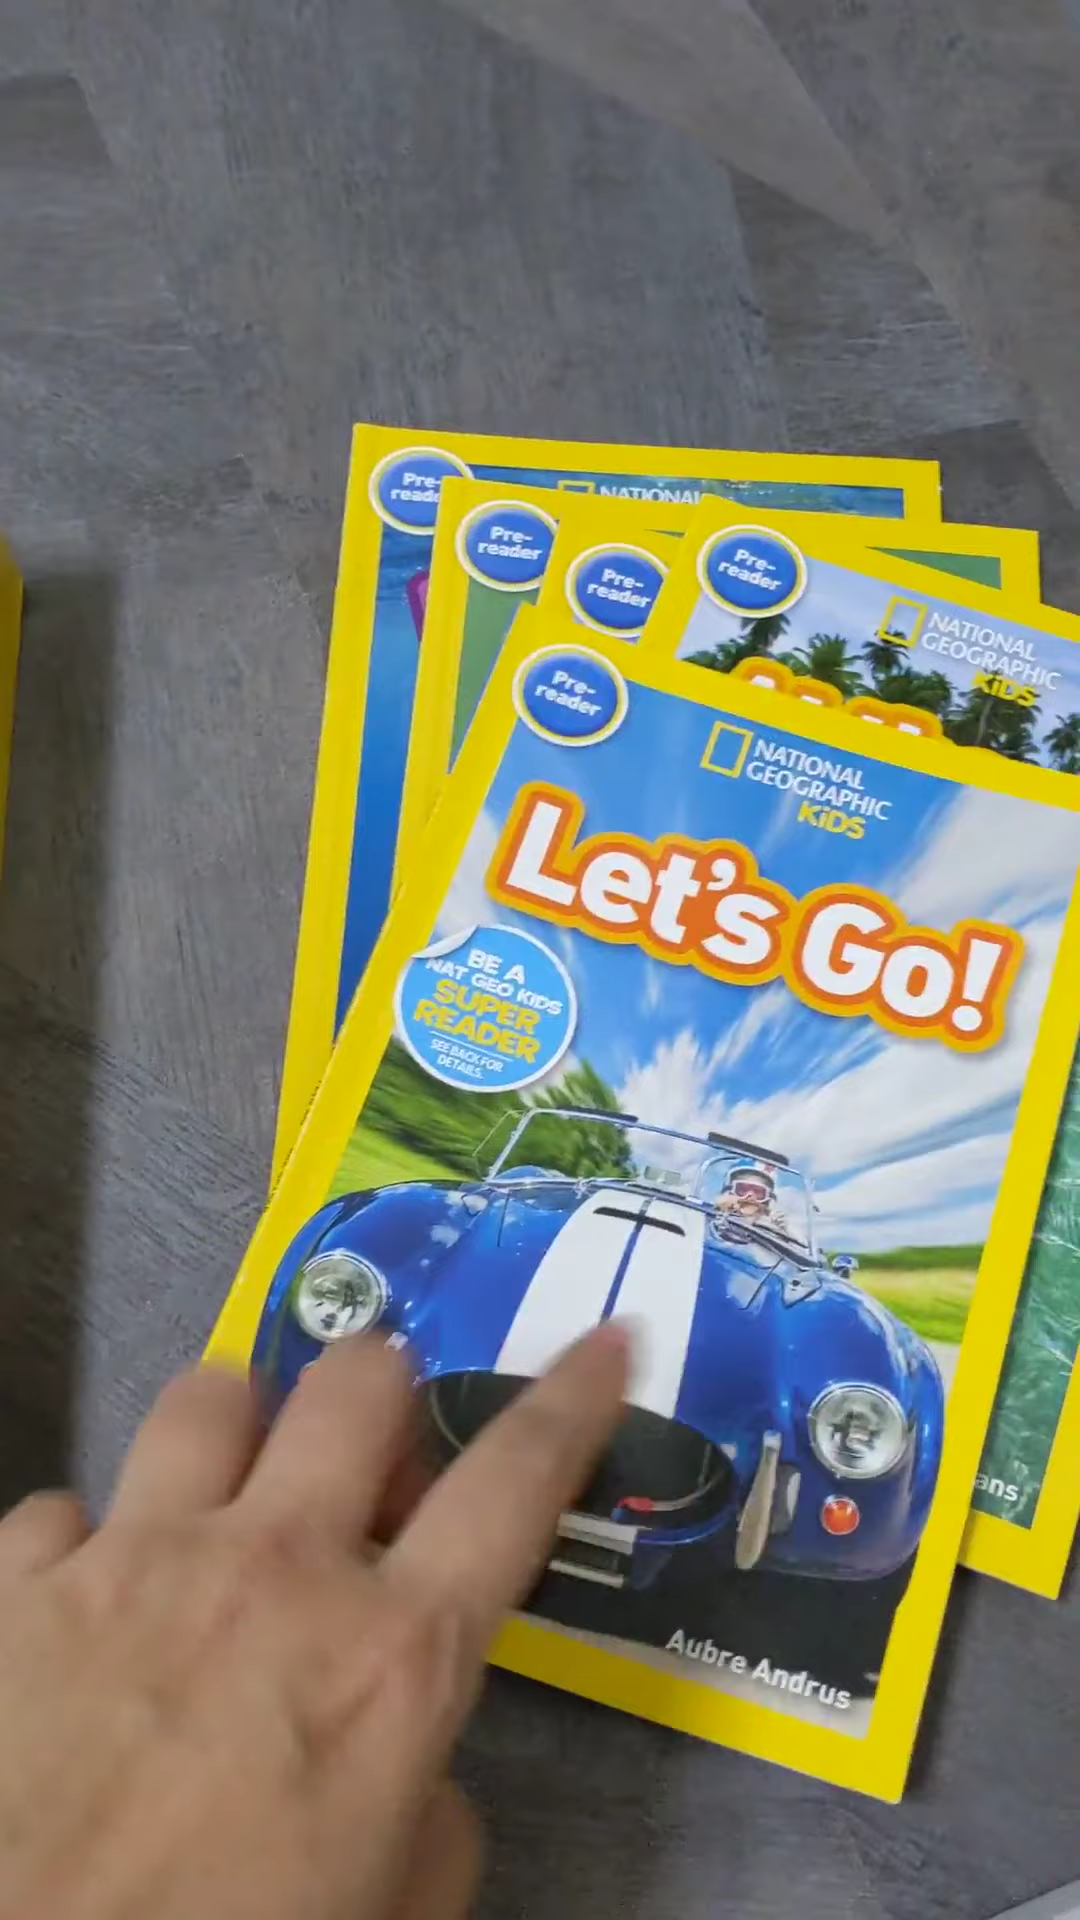 Pre-
NATIONAL
Pre-
reader
Pre-
reader
Pre-
reader
NATIONAL
GEOGRAPHIC
KiDS
Pre-
reader
NATIONAL
GEOGRAPHIC
KiDS
Let's Go!
BE A
NAT GEO KIDS
SUPER
READER
SEE BACK FOR
DETAILS.
Aubre Andrus